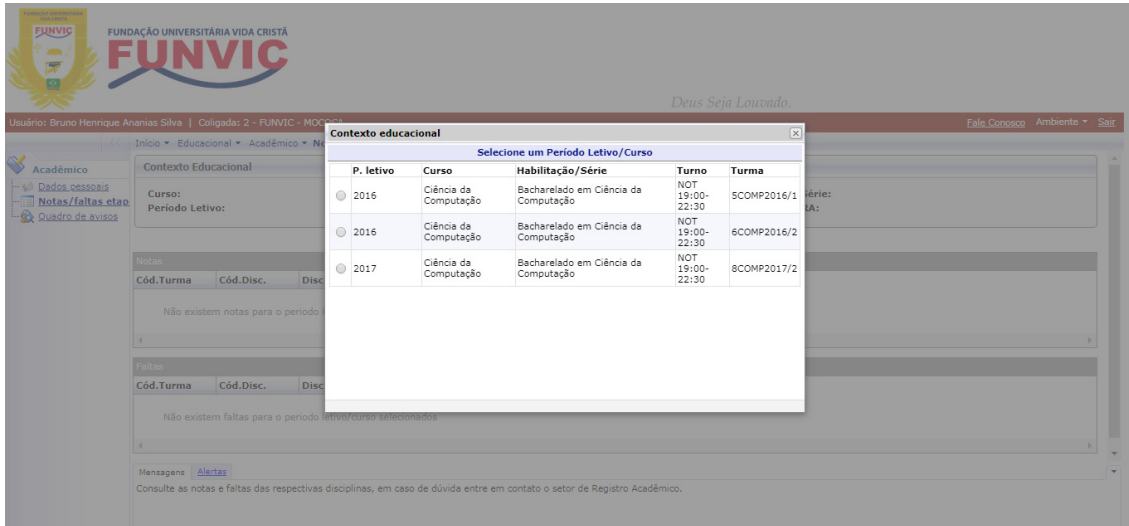 FUNVIC
FUNDAÇÃO UNIVERSITÁRIA VIDA CRISTÃ
FUNVIC
Deus Seja Louvado.
Usuário: Bruno Henrique Ananias Silva | Coligada: 2 - FUNVIC - MOCOCA
Fale Conosco Ambiente Sair
Início Educacional Acadêmico
Acadêmico
Dados pessoais
Notas/faltas etap
Quadro de avisos
Contexto Educacional
Curso:
Série:
Período Letivo:
Contexto educacional
Selecione um Período Letivo/Curso
P. letivo Curso Habilitação/Série Turno Turma
2016 Ciência da Computação Bacharelado em Ciência da Computação NOT 19:00-22:30 5COMP2016/1
2016 Ciência da Computação Bacharelado em Ciência da Computação NOT 19:00-22:30 6COMP2016/2
2017 Ciência da Computação Bacharelado em Ciência da Computação NOT 19:00-22:30 8COMP2017/2
Notas
Cód.Turma Cód.Disc. Disc
Não existem notas para o periodo
Faltas
Cód.Turma Cód.Disc. Disc
Não existem faltas para o periodo letivo/curso selecionados
Mensagens Alertas
Consulte as notas e faltas das respectivas disciplinas, em caso de dúvida entre em contato o setor de Registro Acadêmico.